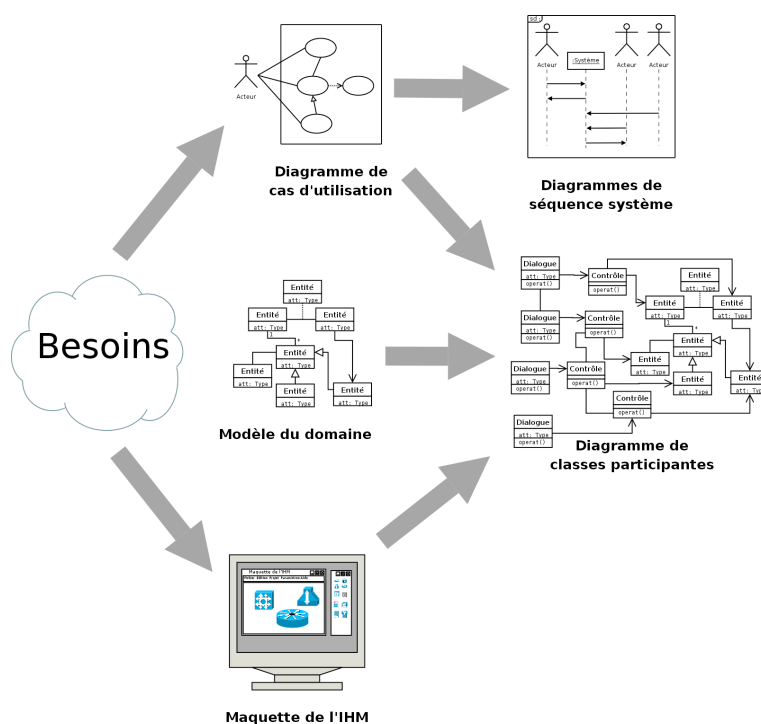 Acteur
Diagramme de
cas d'utilisation
sd :
Acteur
:Système
Acteur
Acteur
Diagrammes de
séquence système
Besoins
Entité
att: Type
Entité
att: Type
Entité
att: Type
1
*
Entité
att: Type
Entité
att: Type
Entité
att: Type
Entité
att: Type
Modèle du domaine
Dialogue
att: Type
operat()
Contrôle
operat()
Entité
att: Type
Entité
att: Type
Entité
att: Type
Dialogue
att: Type
operat()
Contrôle
operat()
1
*
Entité
att: Type
Entité
att: Type
Dialogue
att: Type
operat()
Contrôle
operat()
Entité
att: Type
Entité
att: Type
Contrôle
operat()
Dialogue
att: Type
operat()
Diagramme de
classes participantes
Maquette de l'IHM
Maquette de l'IHM